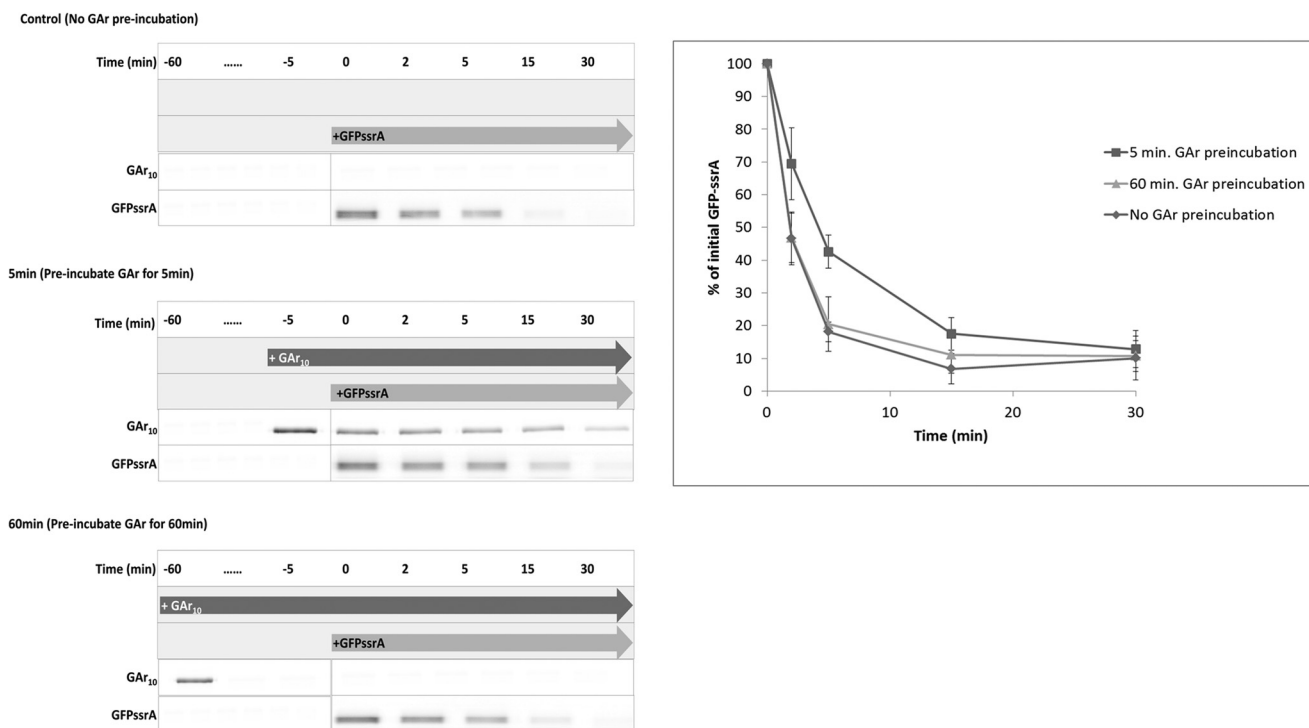 Control (No GAr pre-incubation)
Time (min) -60 ...... -5 0 2 5 15 30
+GFPssrA
GAr10
GFPssrA
5min (Pre-incubate GAr for 5min)
Time (min) -60 ...... -5 0 2 5 15 30
+ GAr10
+GFPssrA
GAr10
GFPssrA
60min (Pre-incubate GAr for 60min)
Time (min) -60 ...... -5 0 2 5 15 30
+ GAr10
+GFPssrA
GAr10
GFPssrA
% of initial GFP-ssrA
100
90
80
70
60
50
40
30
20
10
0
0 10 20 30
Time (min)
5 min. GAr preincubation
60 min. GAr preincubation
No GAr preincubation